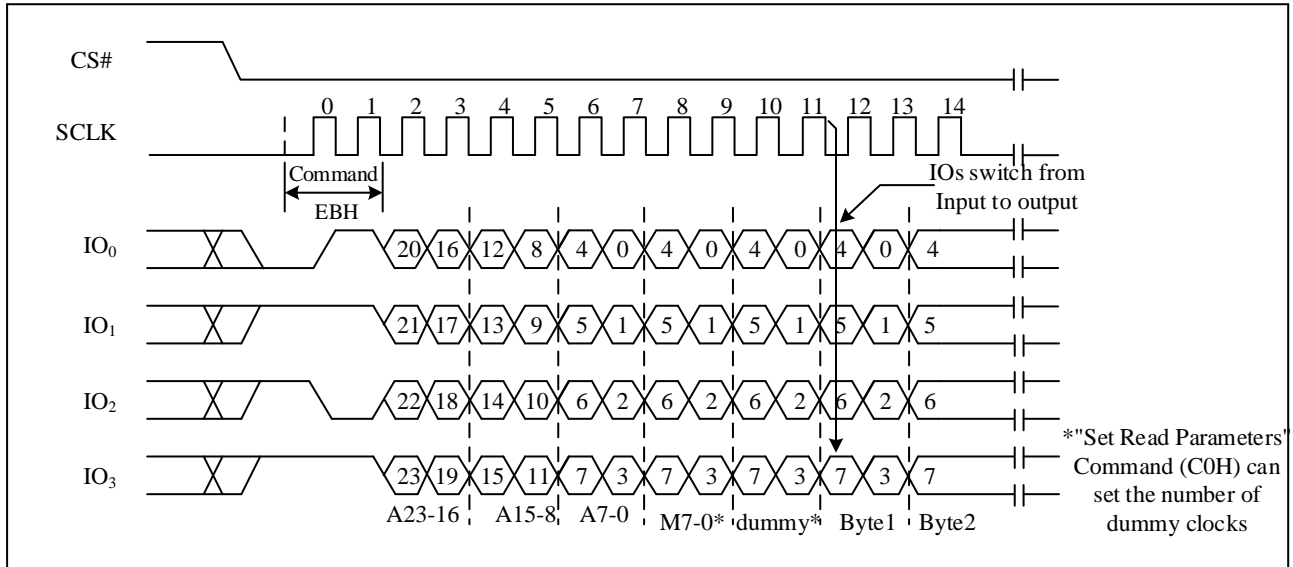 CS#
0 1 2 3 4 5 6 7 8 9 10 11 12 13 14
SCLK
Command
EBH
IOs switch from
Input to output
IO0 20 16 12 8 4 0 4 0 4 0 4 0 4
IO1 21 17 13 9 5 1 5 1 5 1 5 1 5
IO2 22 18 14 10 6 2 6 2 6 2 6 2 6
IO3 23 19 15 11 7 3 7 3 7 3 7 3 7
A23-16 A15-8 A7-0 M7-0* dummy* Byte1 Byte2
*"Set Read Parameters"
Command (C0H) can
set the number of
dummy clocks